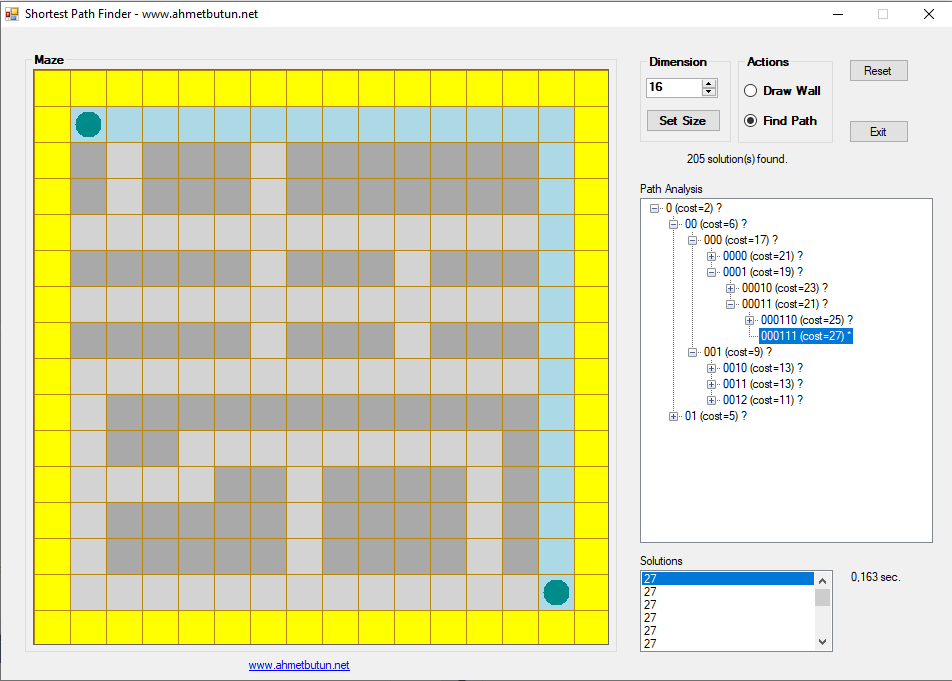 Shortest Path Finder - www.ahmetbutun.net
Maze
Dimension
16
Set Size
Actions
Draw Wall
Find Path
Reset
Exit
205 solution(s) found.
Path Analysis
0 (cost=2) ?
00 (cost=6) ?
000 (cost=17) ?
0000 (cost=21) ?
0001 (cost=19) ?
00010 (cost=23) ?
00011 (cost=21) ?
000110 (cost=25) ?
000111 (cost=27) *
001 (cost=9) ?
0010 (cost=13) ?
0011 (cost=13) ?
0012 (cost=11) ?
01 (cost=5) ?
Solutions
27
27
27
27
27
27
0,163 sec.
www.ahmetbutun.net